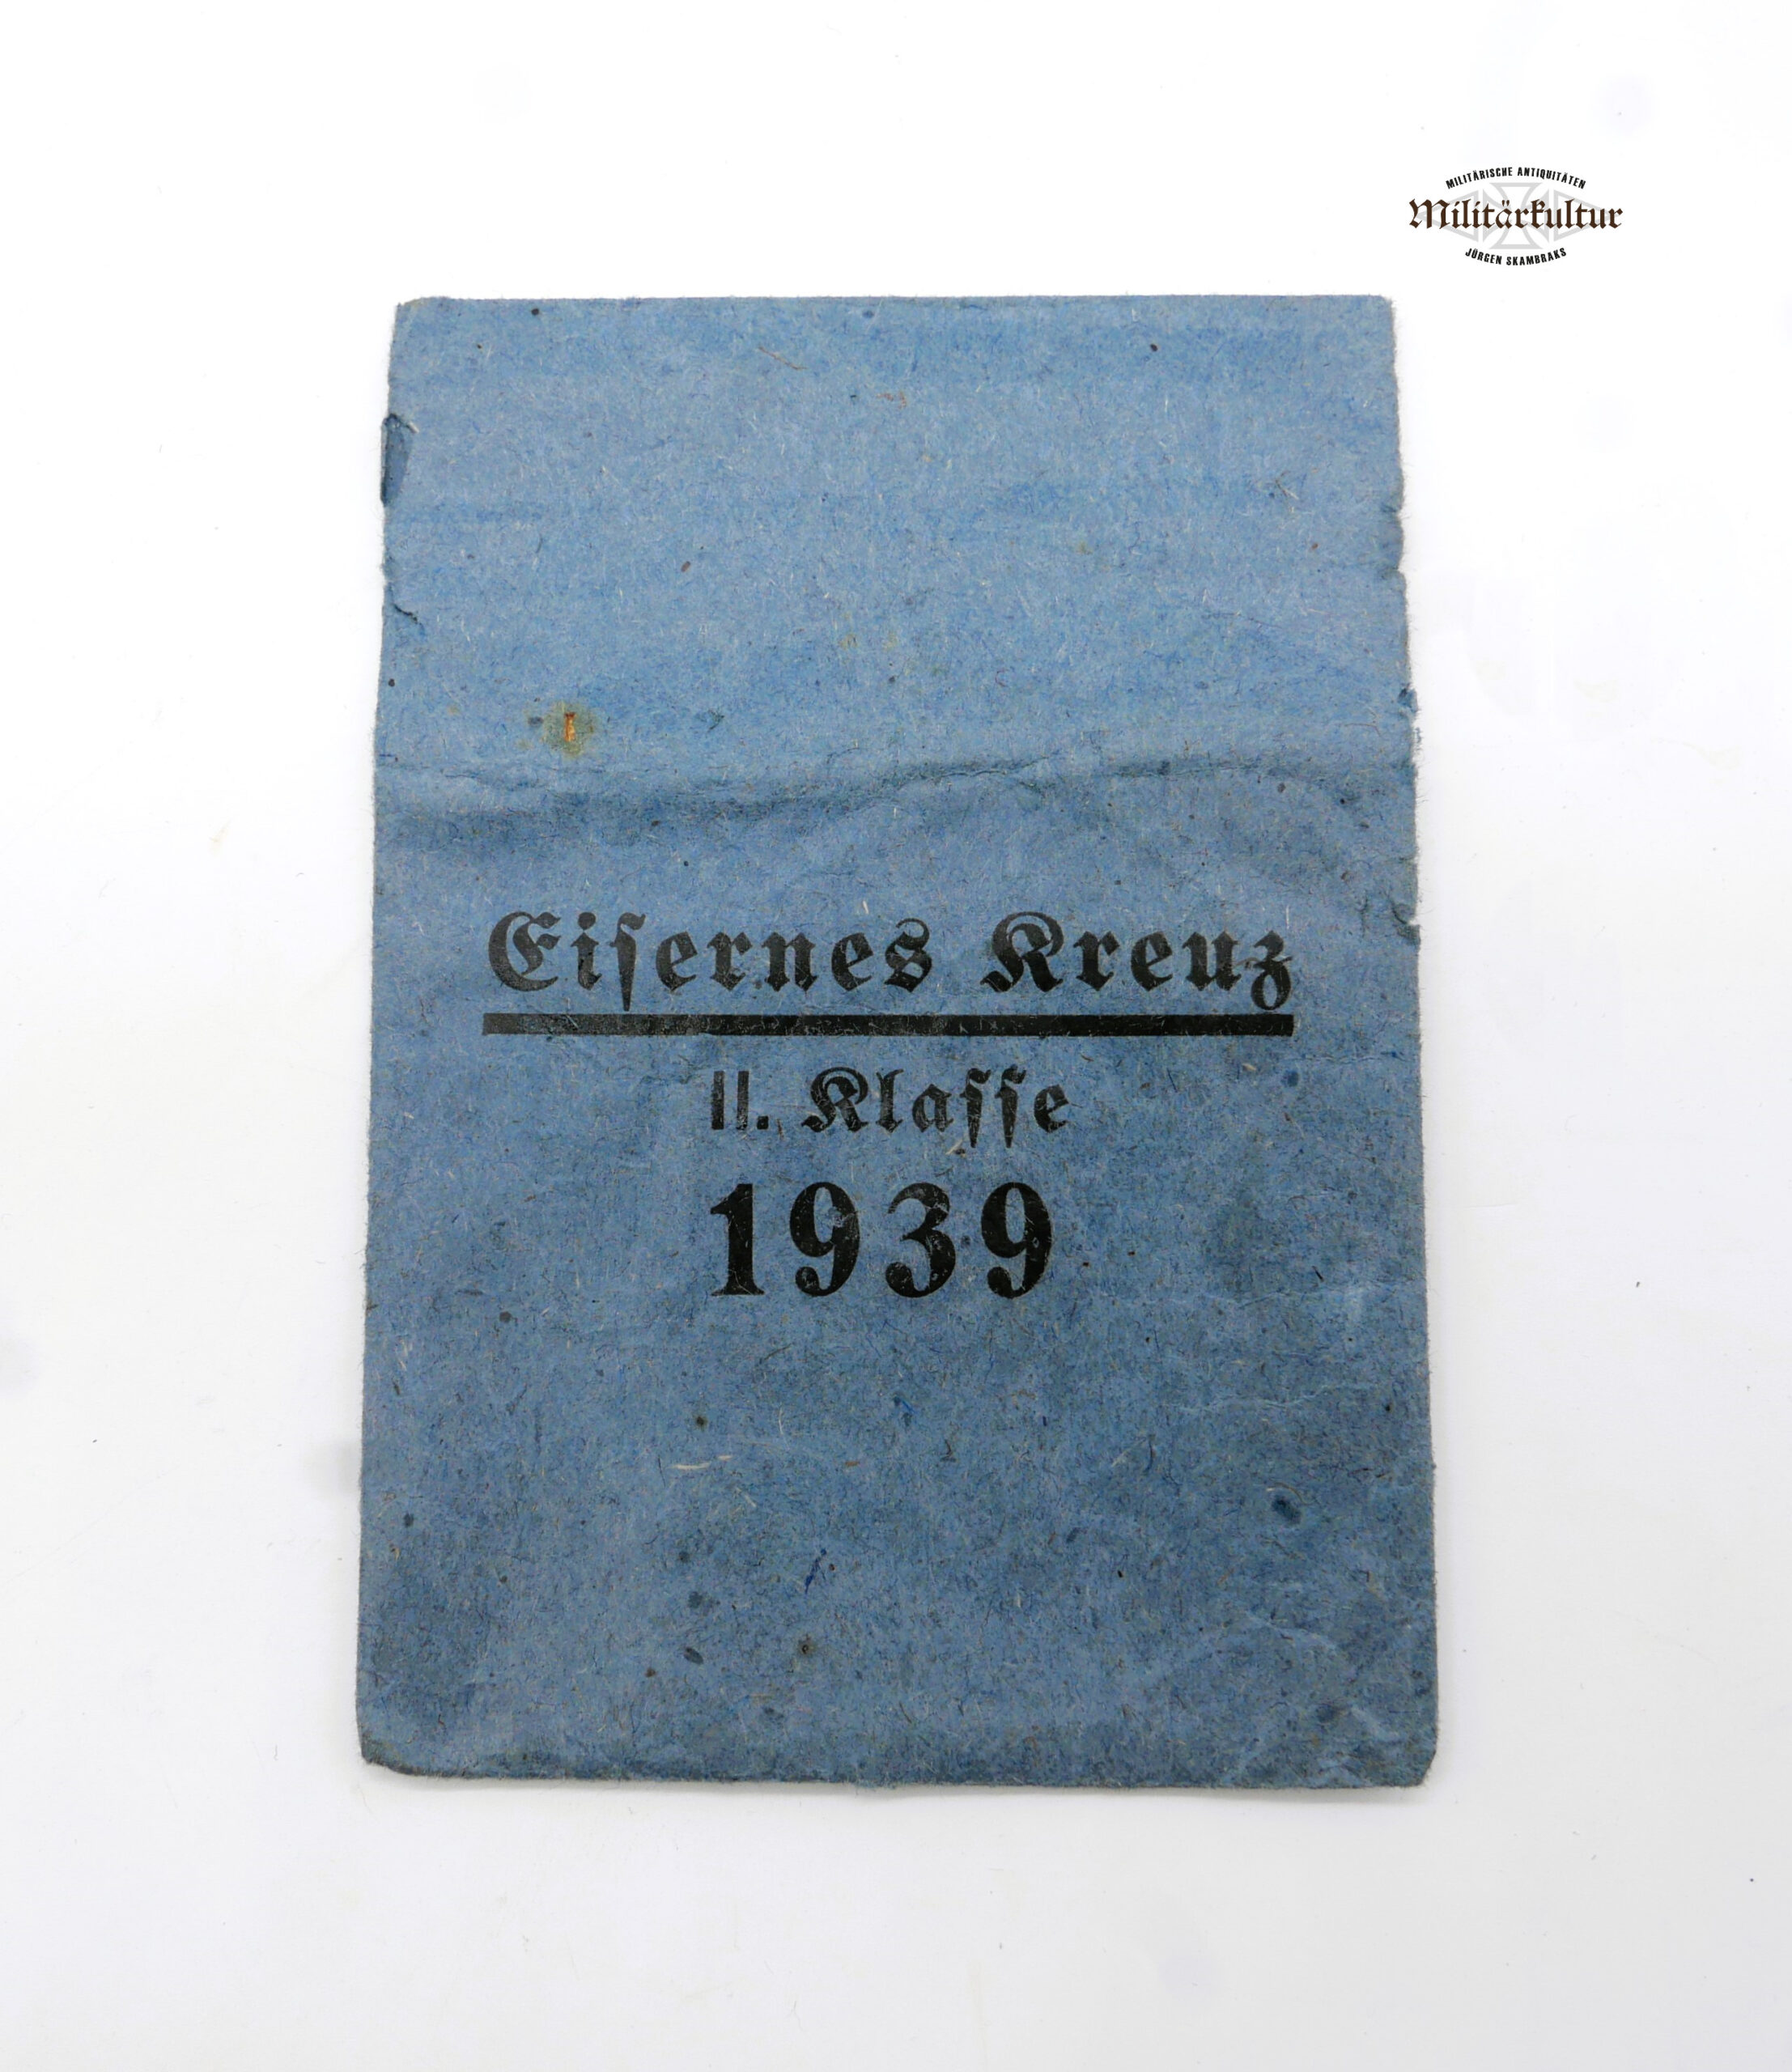 MILITÄRISCHE ANTIQUITÄTEN
Militärkultur
JÜRGEN SKAMBRAKS
Eiſernes Kreuz
II. Klaſſe
1939